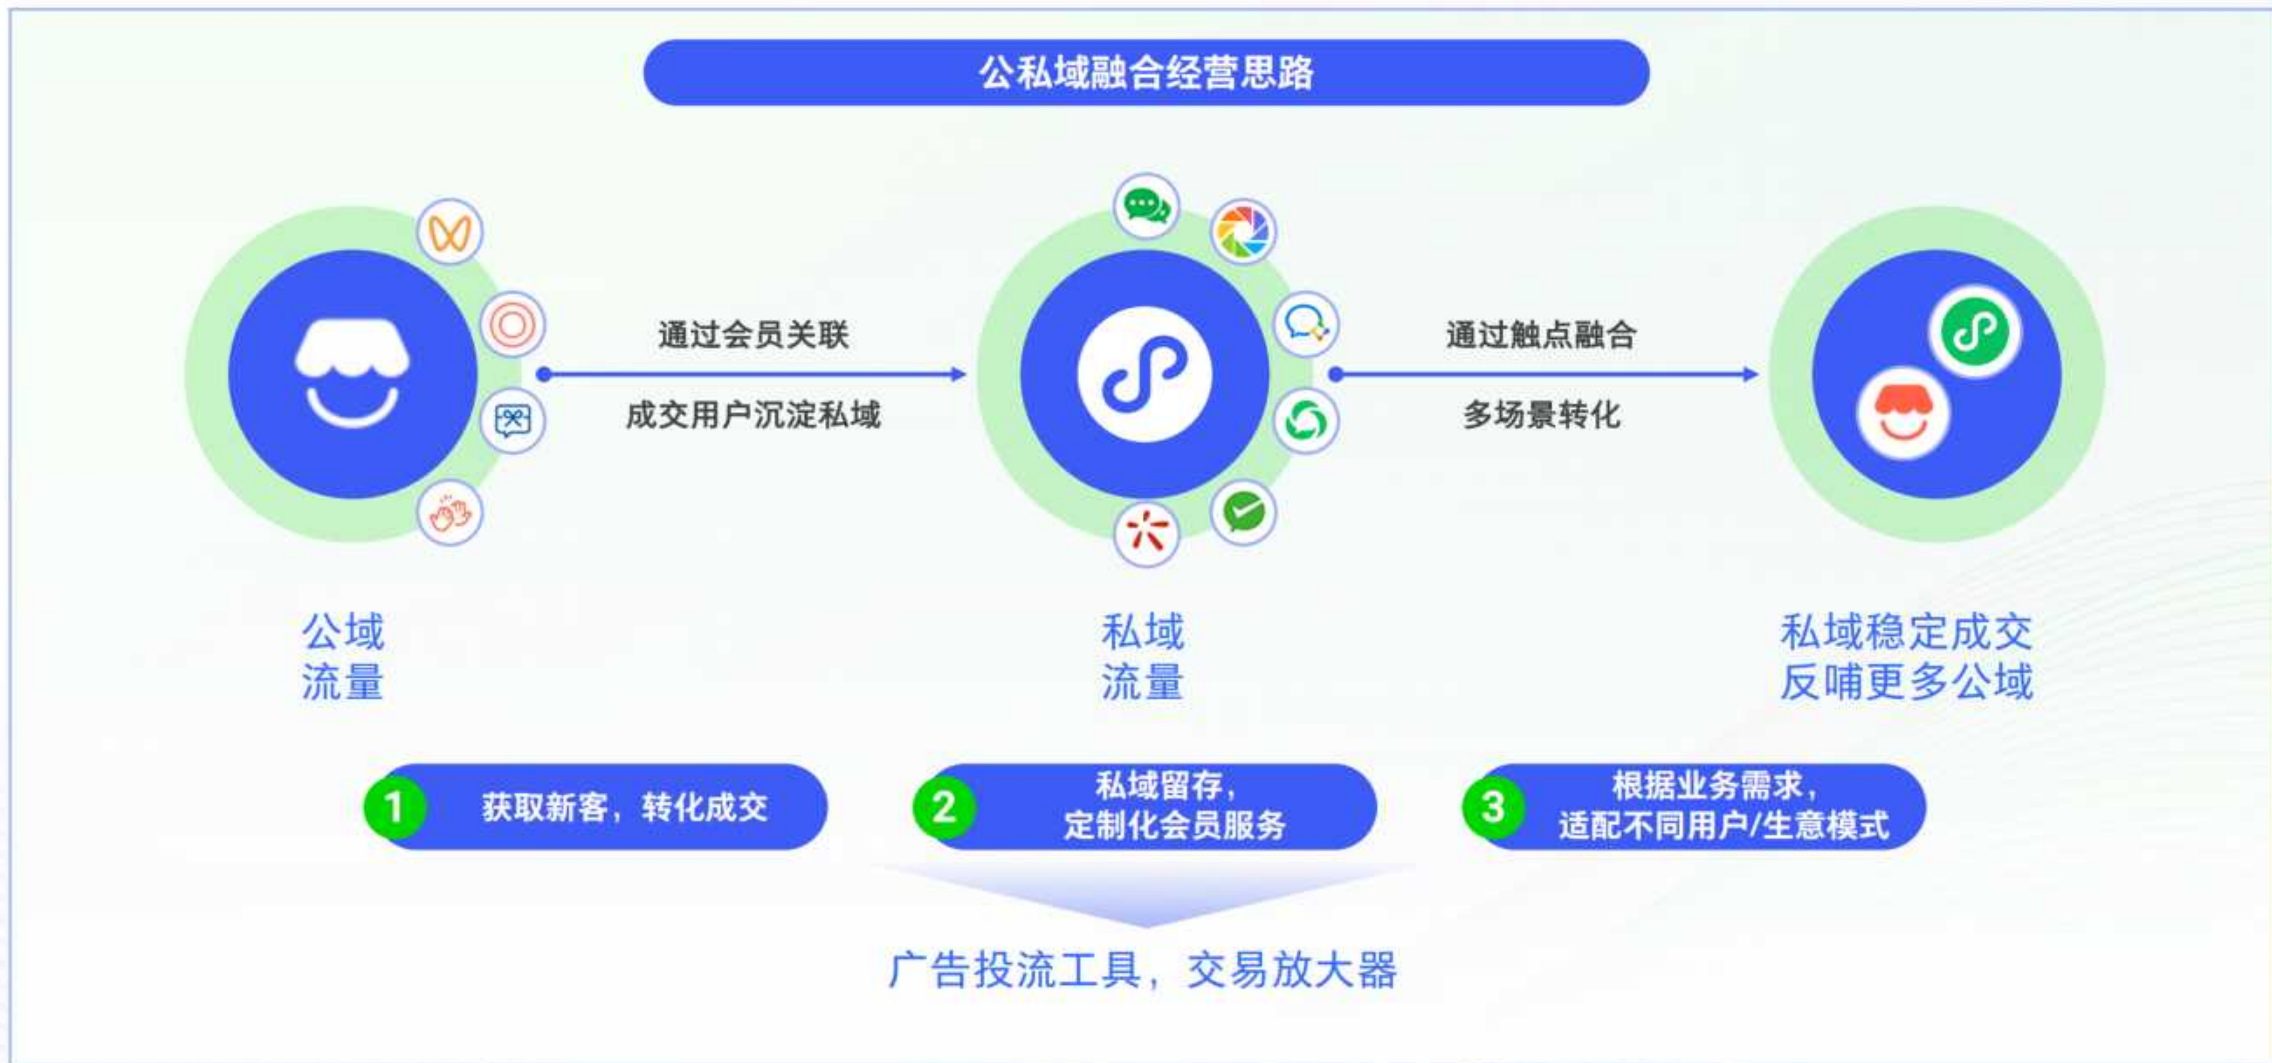 公私域融合经营思路
通过会员关联
成交用户沉淀私域
通过触点融合
多场景转化
公域
流量
私域
流量
私域稳定成交
反哺更多公域
1
获取新客，转化成交
2
私域留存，
定制化会员服务
3
根据业务需求，
适配不同用户/生意模式
广告投流工具，交易放大器